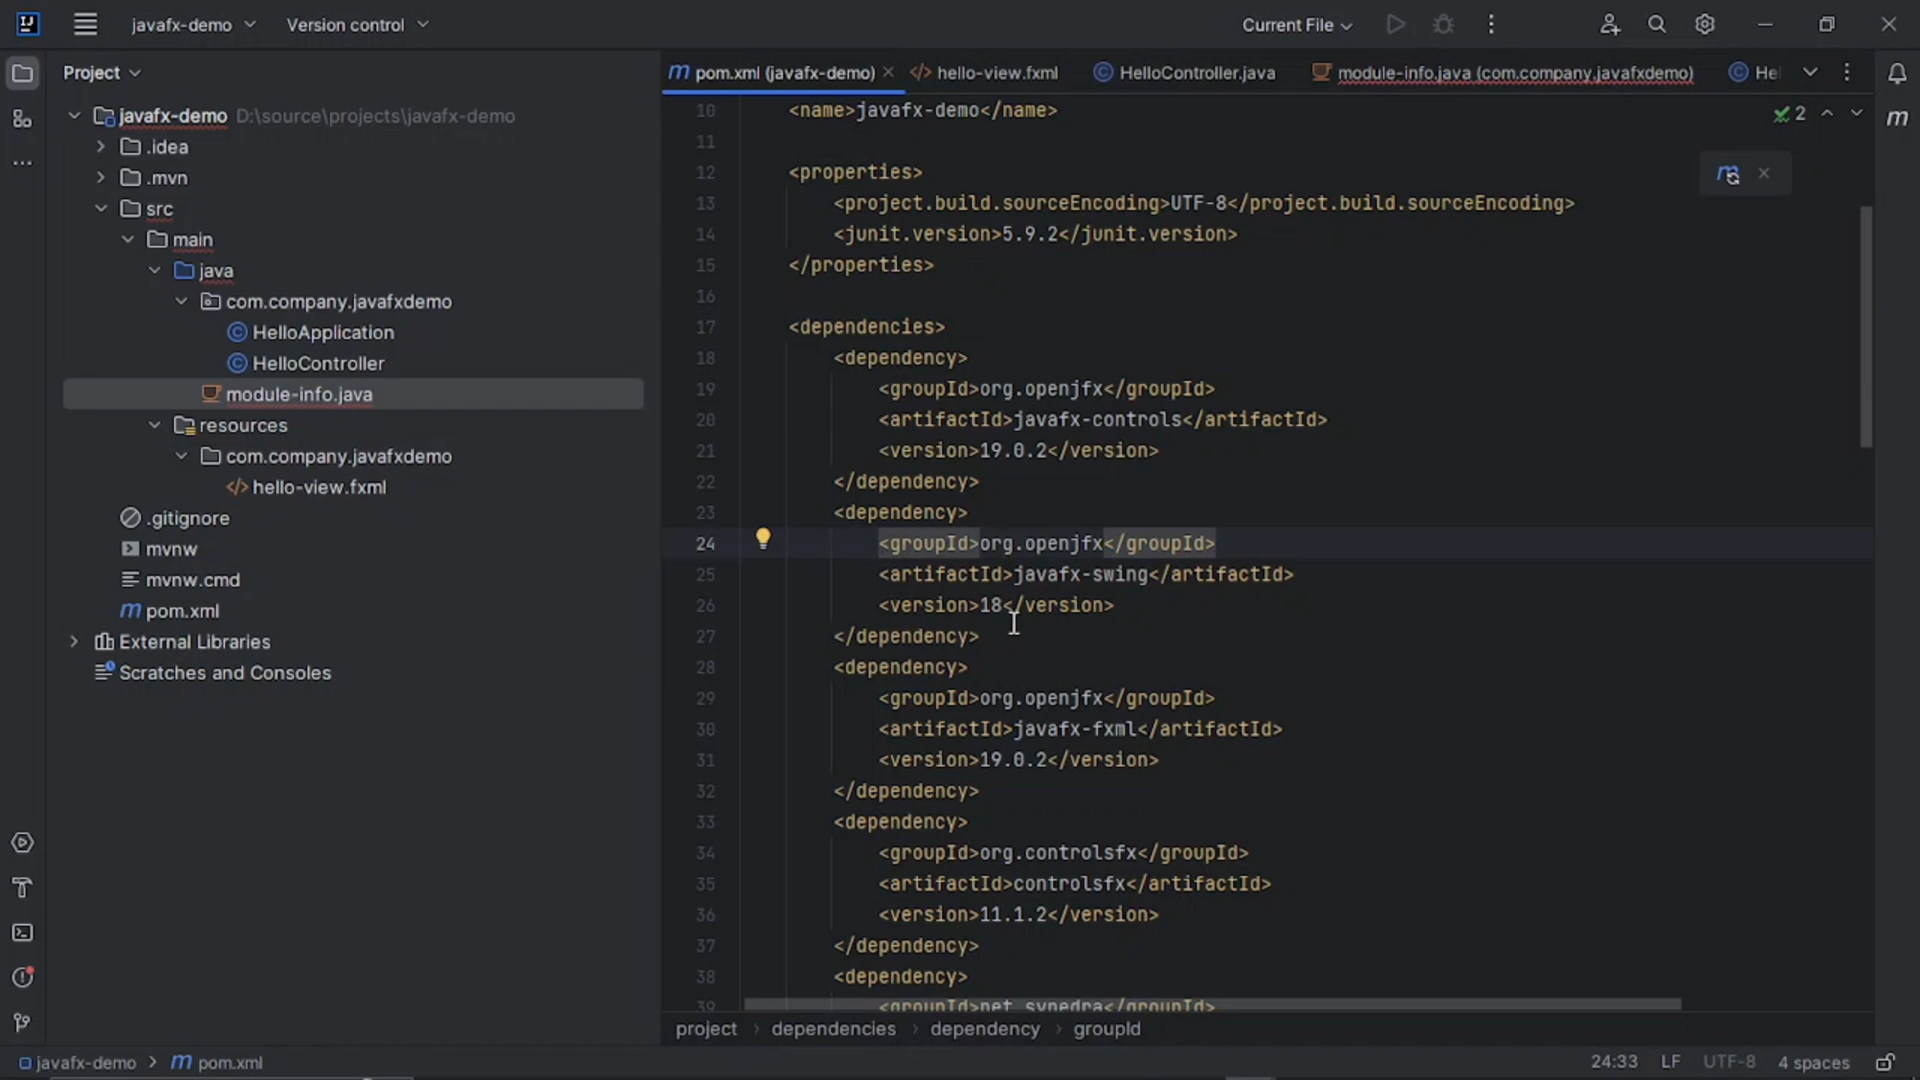 IJ
javafx-demo
Version control
Current File
Project
pom.xml (javafx-demo)
hello-view.fxml
HelloController.java
module-info.java (com.company.javafxdemo)
He
javafx-demo D:\source\projects\javafx-demo
.idea
.mvn
src
main
java
com.company.javafxdemo
HelloApplication
HelloController
module-info.java
resources
com.company.javafxdemo
hello-view.fxml
.gitignore
mvnw
mvnw.cmd
pom.xml
External Libraries
Scratches and Consoles
2
10 <name>javafx-demo</name>
11
12 <properties>
13 <project.build.sourceEncoding>UTF-8</project.build.sourceEncoding>
14 <junit.version>5.9.2</junit.version>
15 </properties>
16
17 <dependencies>
18 <dependency>
19 <groupId>org.openjfx</groupId>
20 <artifactId>javafx-controls</artifactId>
21 <version>19.0.2</version>
22 </dependency>
23 <dependency>
24 <groupId>org.openjfx</groupId>
25 <artifactId>javafx-swing</artifactId>
26 <version>18</version>
27 </dependency>
28 <dependency>
29 <groupId>org.openjfx</groupId>
30 <artifactId>javafx-fxml</artifactId>
31 <version>19.0.2</version>
32 </dependency>
33 <dependency>
34 <groupId>org.controlsfx</groupId>
35 <artifactId>controlsfx</artifactId>
36 <version>11.1.2</version>
37 </dependency>
38 <dependency>
39 <groupId>net.synedra</groupId>
project > dependencies > dependency > groupId
javafx-demo > pom.xml
24:33 LF UTF-8 4 spaces